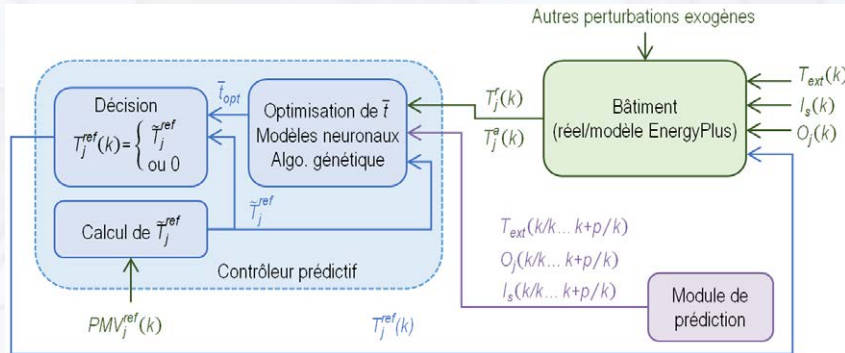 Autres perturbations exogènes
Décision
T_j^ref(k) = { T̃_j^ref
ou 0
t̄_opt
Optimisation de t̄
Modèles neuronaux
Algo. génétique
T_j^r(k)
T_j^a(k)
Bâtiment
(réel/modèle EnergyPlus)
T_ext(k)
I_s(k)
O_j(k)
Calcul de T̃_j^ref
T̃_j^ref
Contrôleur prédictif
PMV_j^ref(k)
T_j^ref(k)
T_ext(k/k... k+p/k)
O_j(k/k... k+p/k)
I_s(k/k... k+p/k)
Module de
prédiction